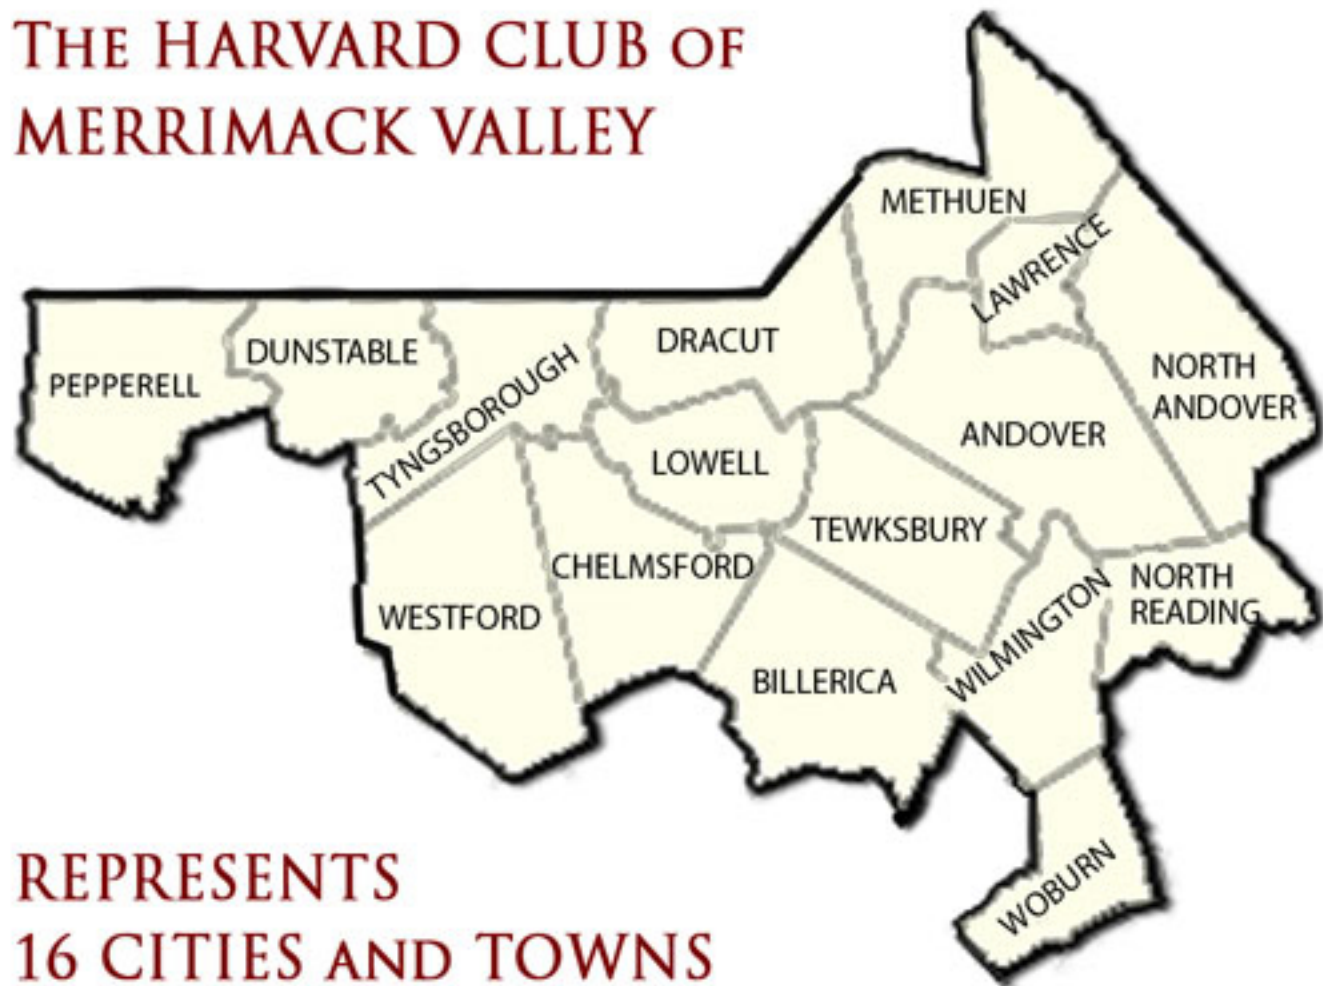 THE HARVARD CLUB OF
MERRIMACK VALLEY
METHUEN
LAWRENCE
DRACUT
DUNSTABLE
PEPPERELL
TYNGSBOROUGH
NORTH
ANDOVER
ANDOVER
LOWELL
TEWKSBURY
CHELMSFORD
WESTFORD
NORTH
READING
WILMINGTON
BILLERICA
WOBURN
REPRESENTS
16 CITIES AND TOWNS